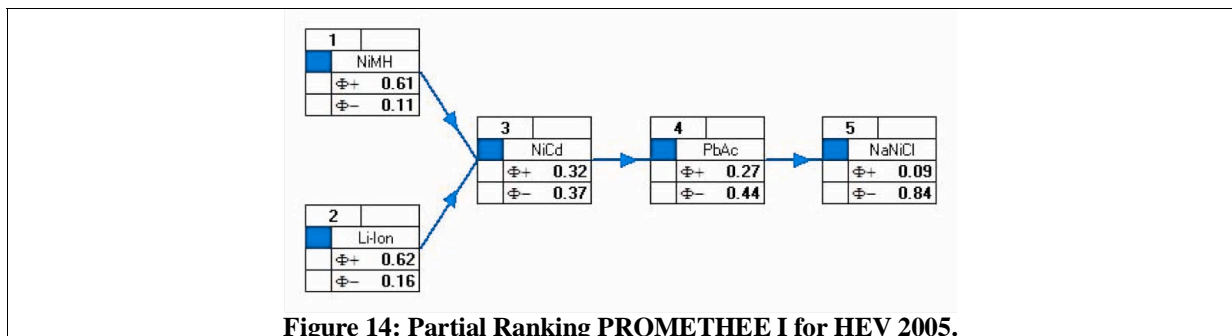 1
NiMH
Φ+ 0.61
Φ− 0.11
2
Li-Ion
Φ+ 0.62
Φ− 0.16
3
NiCd
Φ+ 0.32
Φ− 0.37
4
PbAc
Φ+ 0.27
Φ− 0.44
5
NaNiCl
Φ+ 0.09
Φ− 0.84
Figure 14: Partial Ranking PROMETHEE I for HEV 2005.